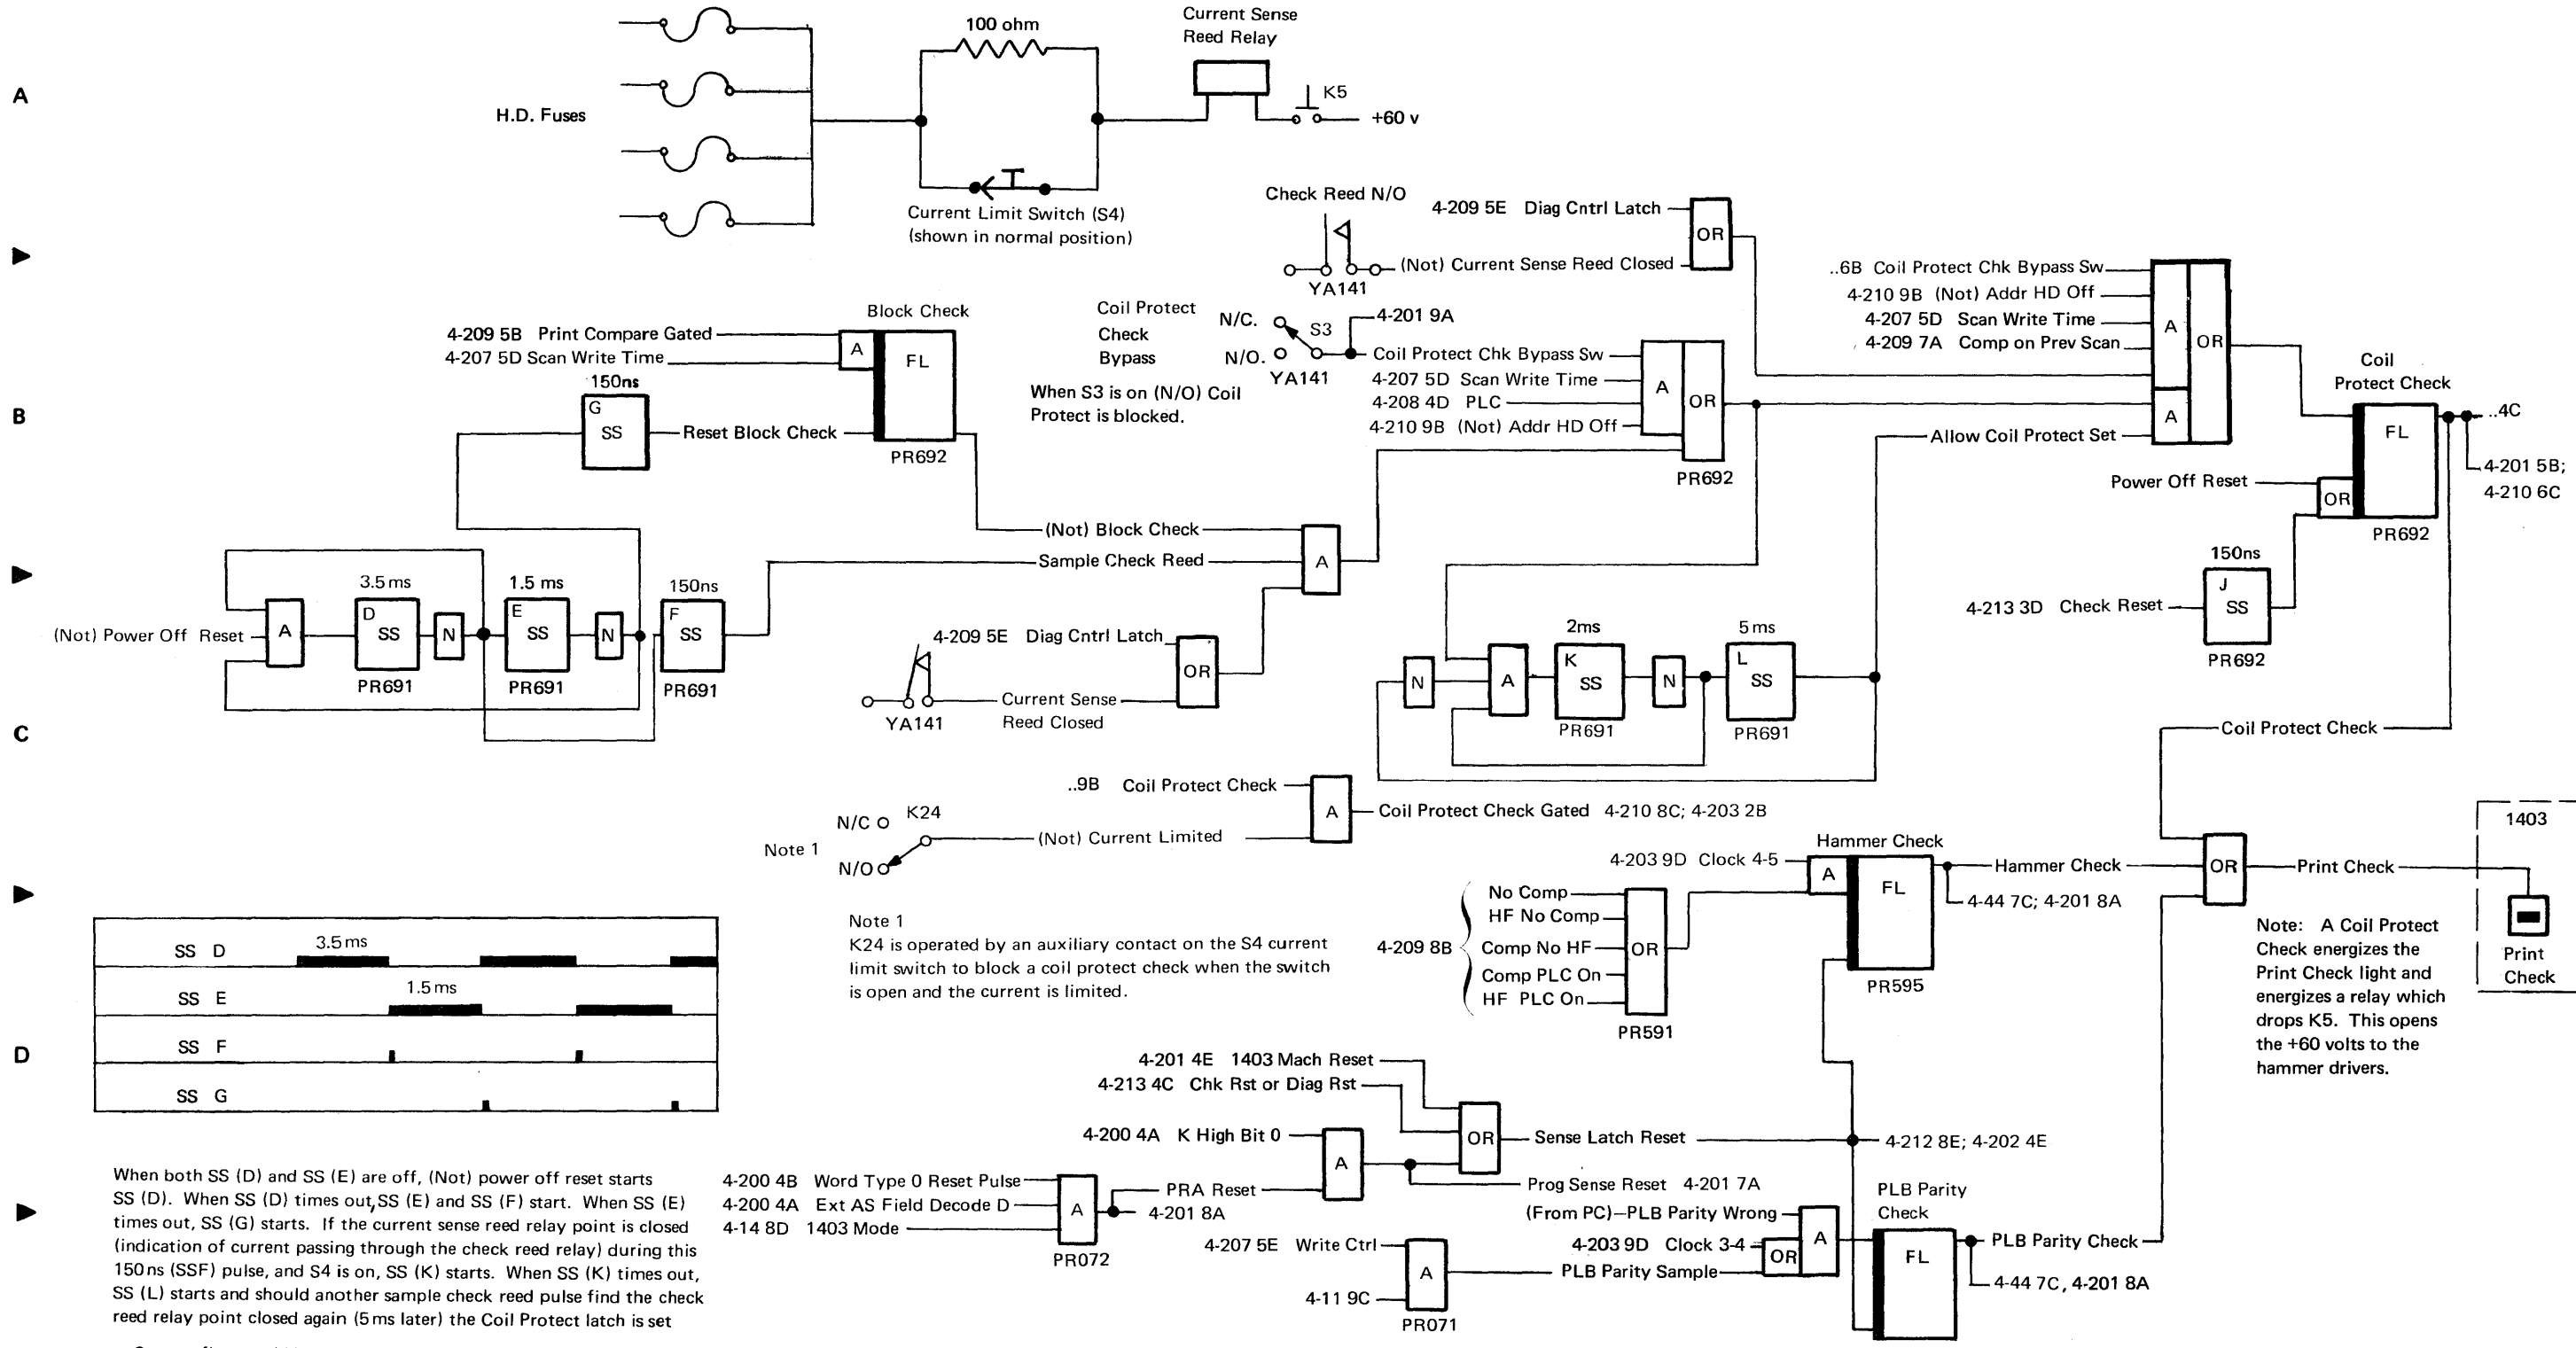 A
H.D. Fuses
100 ohm
Current Sense
Reed Relay
K5
+60 v
Current Limit Switch (S4)
(shown in normal position)
Check Reed N/O
4-209 5E Diag Cntrl Latch
OR
(Not) Current Sense Reed Closed
YA141
..6B Coil Protect Chk Bypass Sw
4-210 9B (Not) Addr HD Off
4-207 5D Scan Write Time
4-209 7A Comp on Prev Scan
A
OR
A
Allow Coil Protect Set
Coil
Protect Check
FL
..4C
4-201 5B;
4-210 6C
Power Off Reset
OR
PR692
Block Check
4-209 5B Print Compare Gated
4-207 5D Scan Write Time
A
FL
PR692
Coil Protect
Check
Bypass
N/C.
S3
N/O.
YA141
4-201 9A
When S3 is on (N/O) Coil
Protect is blocked.
Coil Protect Chk Bypass Sw
4-207 5D Scan Write Time
4-208 4D PLC
4-210 9B (Not) Addr HD Off
A
OR
PR692
B
150ns
G
SS
Reset Block Check
(Not) Block Check
Sample Check Reed
A
150ns
J
SS
PR692
4-213 3D Check Reset
(Not) Power Off Reset
A
3.5 ms
D
SS
PR691
N
1.5 ms
E
SS
PR691
N
150ns
F
SS
PR691
4-209 5E Diag Cntrl Latch
OR
Current Sense
Reed Closed
YA141
N
A
2ms
K
SS
PR691
N
5 ms
L
SS
PR691
C
Coil Protect Check
..9B Coil Protect Check
A
Coil Protect Check Gated 4-210 8C; 4-203 2B
N/C
K24
Note 1
(Not) Current Limited
N/O
Note 1
K24 is operated by an auxiliary contact on the S4 current
limit switch to block a coil protect check when the switch
is open and the current is limited.
Hammer Check
4-203 9D Clock 4-5
A
FL
PR595
Hammer Check
4-44 7C; 4-201 8A
4-209 8B
No Comp
HF No Comp
Comp No HF
Comp PLC On
HF PLC On
OR
PR591
OR
Print Check
1403
Print
Check
Note: A Coil Protect
Check energizes the
Print Check light and
energizes a relay which
drops K5. This opens
the +60 volts to the
hammer drivers.
SS D
3.5 ms
SS E
1.5 ms
SS F
SS G
D
4-201 4E 1403 Mach Reset
4-213 4C Chk Rst or Diag Rst
OR
Sense Latch Reset
4-212 8E; 4-202 4E
4-200 4A K High Bit 0
A
PRA Reset
4-201 8A
Prog Sense Reset 4-201 7A
4-200 4B Word Type 0 Reset Pulse
4-200 4A Ext AS Field Decode D
4-14 8D 1403 Mode
A
PR072
PLB Parity
Check
(From PC)–PLB Parity Wrong
4-203 9D Clock 3-4
PLB Parity Sample
OR
A
FL
PLB Parity Check
4-44 7C, 4-201 8A
4-207 5E Write Ctrl
4-11 9C
A
PR071
When both SS (D) and SS (E) are off, (Not) power off reset starts
SS (D). When SS (D) times out, SS (E) and SS (F) start. When SS (E)
times out, SS (G) starts. If the current sense reed relay point is closed
(indication of current passing through the check reed relay) during this
150 ns (SSF) pulse, and S4 is on, SS (K) starts. When SS (K) times out,
SS (L) starts and should another sample check reed pulse find the check
reed relay point closed again (5 ms later) the Coil Protect latch is set